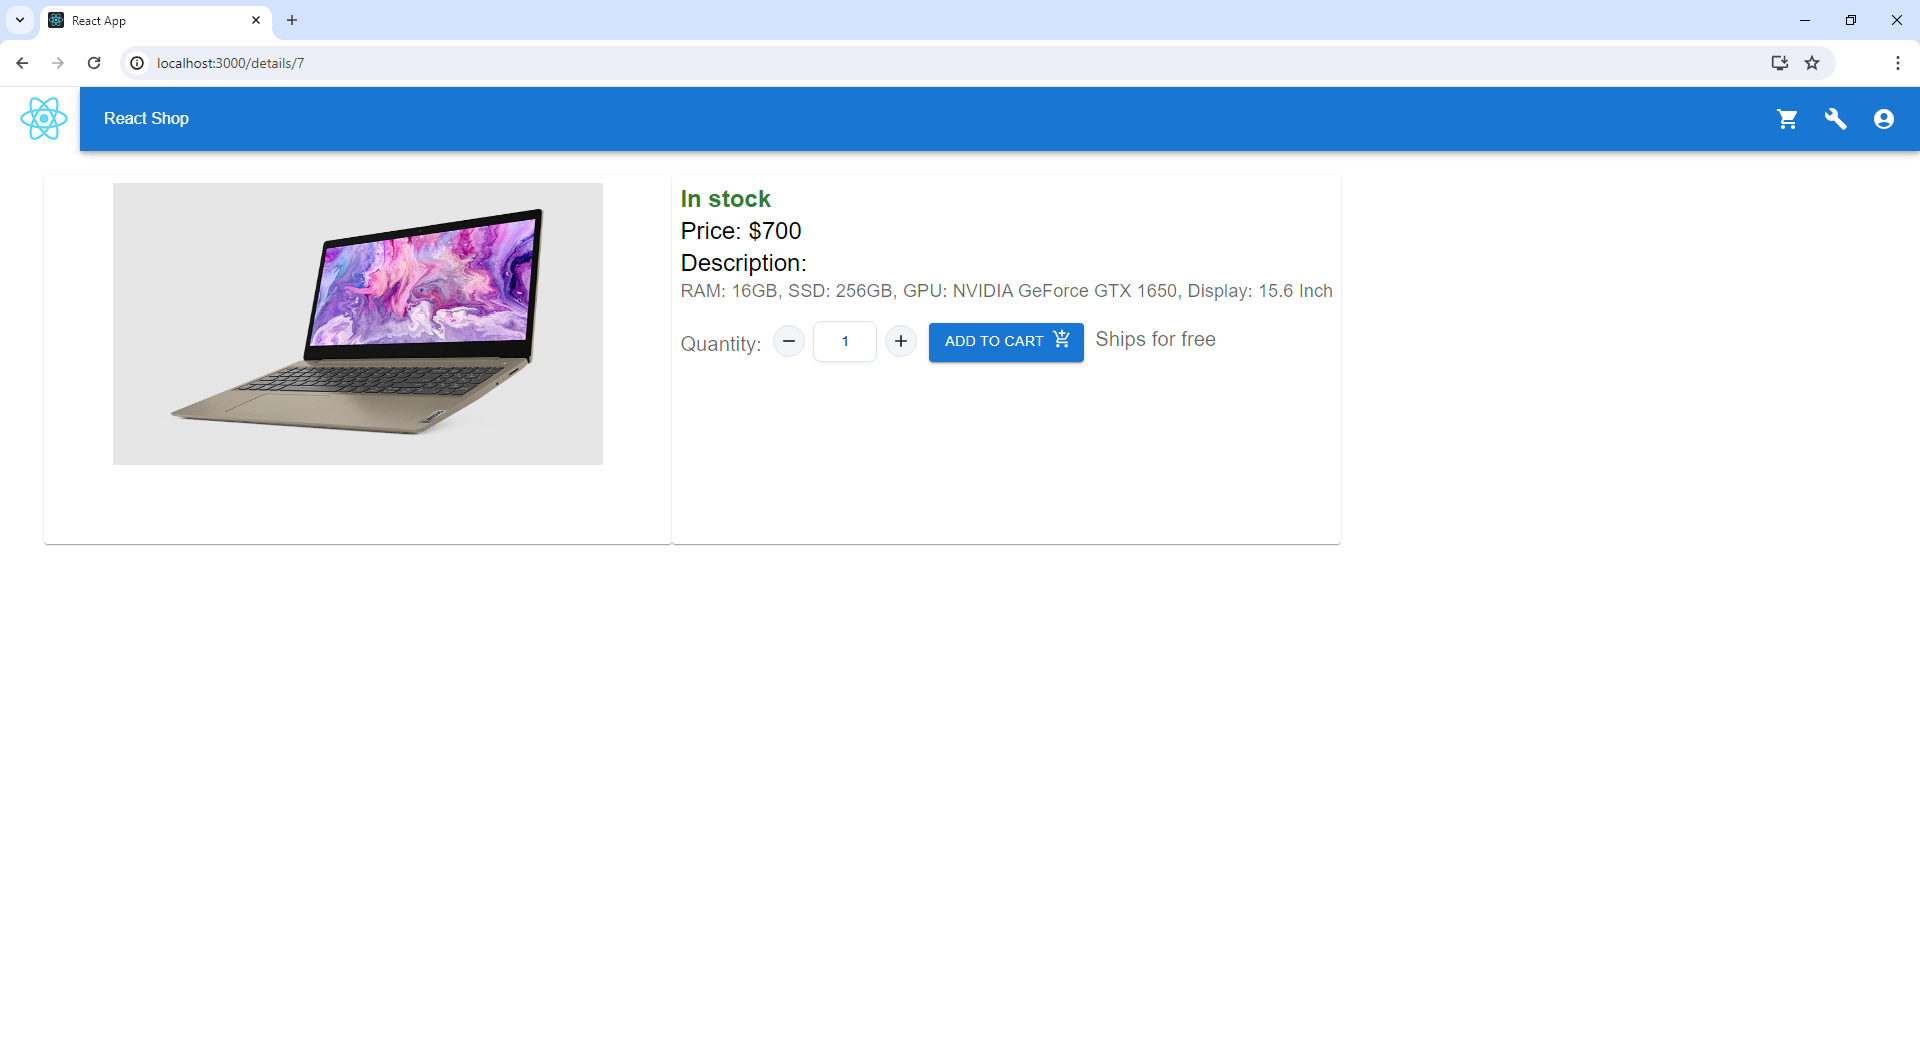 React App
localhost:3000/details/7
React Shop
In stock
Price: $700
Description:
RAM: 16GB, SSD: 256GB, GPU: NVIDIA GeForce GTX 1650, Display: 15.6 Inch
Quantity: 1 ADD TO CART Ships for free